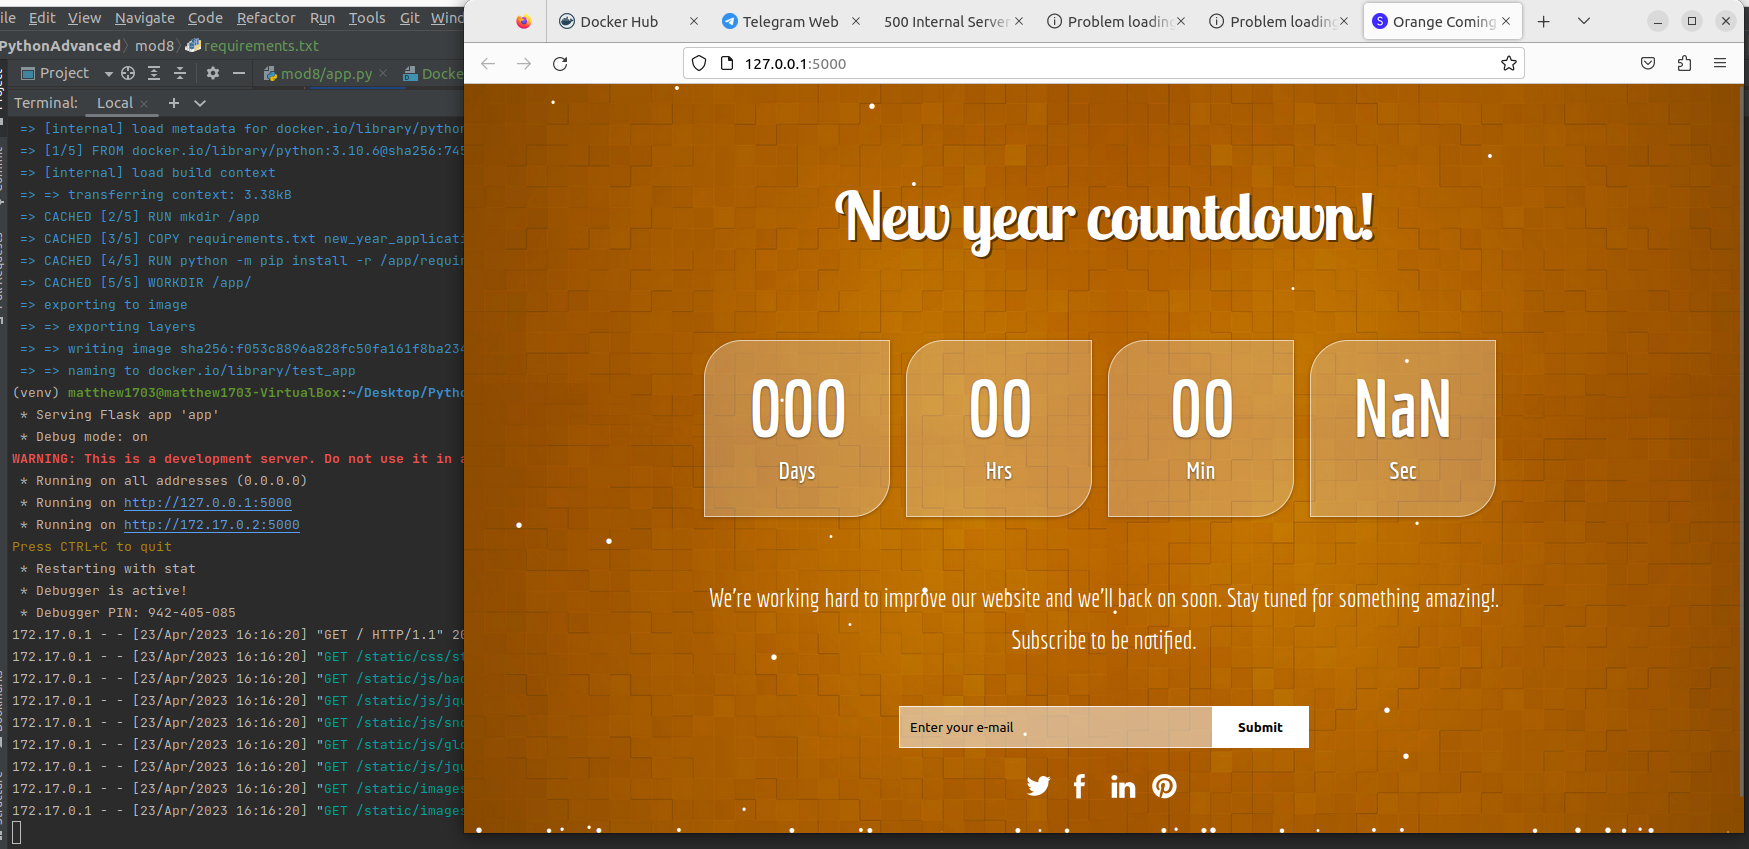 File Edit View Navigate Code Refactor Run Tools Git
PythonAdvanced mod8 requirements.txt
Project mod8/app.py
Terminal: Local
=> [internal] load metadata for docker.io/library/python
=> [1/5] FROM docker.io/library/python:3.10.6@sha256:745
=> [internal] load build context
=> => transferring context: 3.38kB
=> CACHED [2/5] RUN mkdir /app
=> CACHED [3/5] COPY requirements.txt new_year_applicati
=> CACHED [4/5] RUN python -m pip install -r /app/requir
=> CACHED [5/5] WORKDIR /app/
=> exporting to image
=> => exporting layers
=> => writing image sha256:f053c8896a828fc50fa161f8ba234
=> => naming to docker.io/library/test_app
(venv) matthew1703@matthew1703-VirtualBox:~/Desktop/Pytho
* Serving Flask app 'app'
* Debug mode: on
WARNING: This is a development server. Do not use it in a
* Running on all addresses (0.0.0.0)
* Running on http://127.0.0.1:5000
* Running on http://172.17.0.2:5000
Press CTRL+C to quit
* Restarting with stat
* Debugger is active!
* Debugger PIN: 942-405-085
172.17.0.1 - - [23/Apr/2023 16:16:20] "GET / HTTP/1.1" 20
172.17.0.1 - - [23/Apr/2023 16:16:20] "GET /static/css/st
172.17.0.1 - - [23/Apr/2023 16:16:20] "GET /static/js/bac
172.17.0.1 - - [23/Apr/2023 16:16:20] "GET /static/js/jqu
172.17.0.1 - - [23/Apr/2023 16:16:20] "GET /static/js/sno
172.17.0.1 - - [23/Apr/2023 16:16:20] "GET /static/js/glo
172.17.0.1 - - [23/Apr/2023 16:16:20] "GET /static/js/jqu
172.17.0.1 - - [23/Apr/2023 16:16:20] "GET /static/images
172.17.0.1 - - [23/Apr/2023 16:16:20] "GET /static/images
Docker Hub Telegram Web 500 Internal Server Problem loading Problem loading Orange Coming
127.0.0.1:5000
New year countdown!
000 00 00 NaN
Days Hrs Min Sec
We're working hard to improve our website and we'll back on soon. Stay tuned for something amazing!.
Subscribe to be notified.
Enter your e-mail Submit